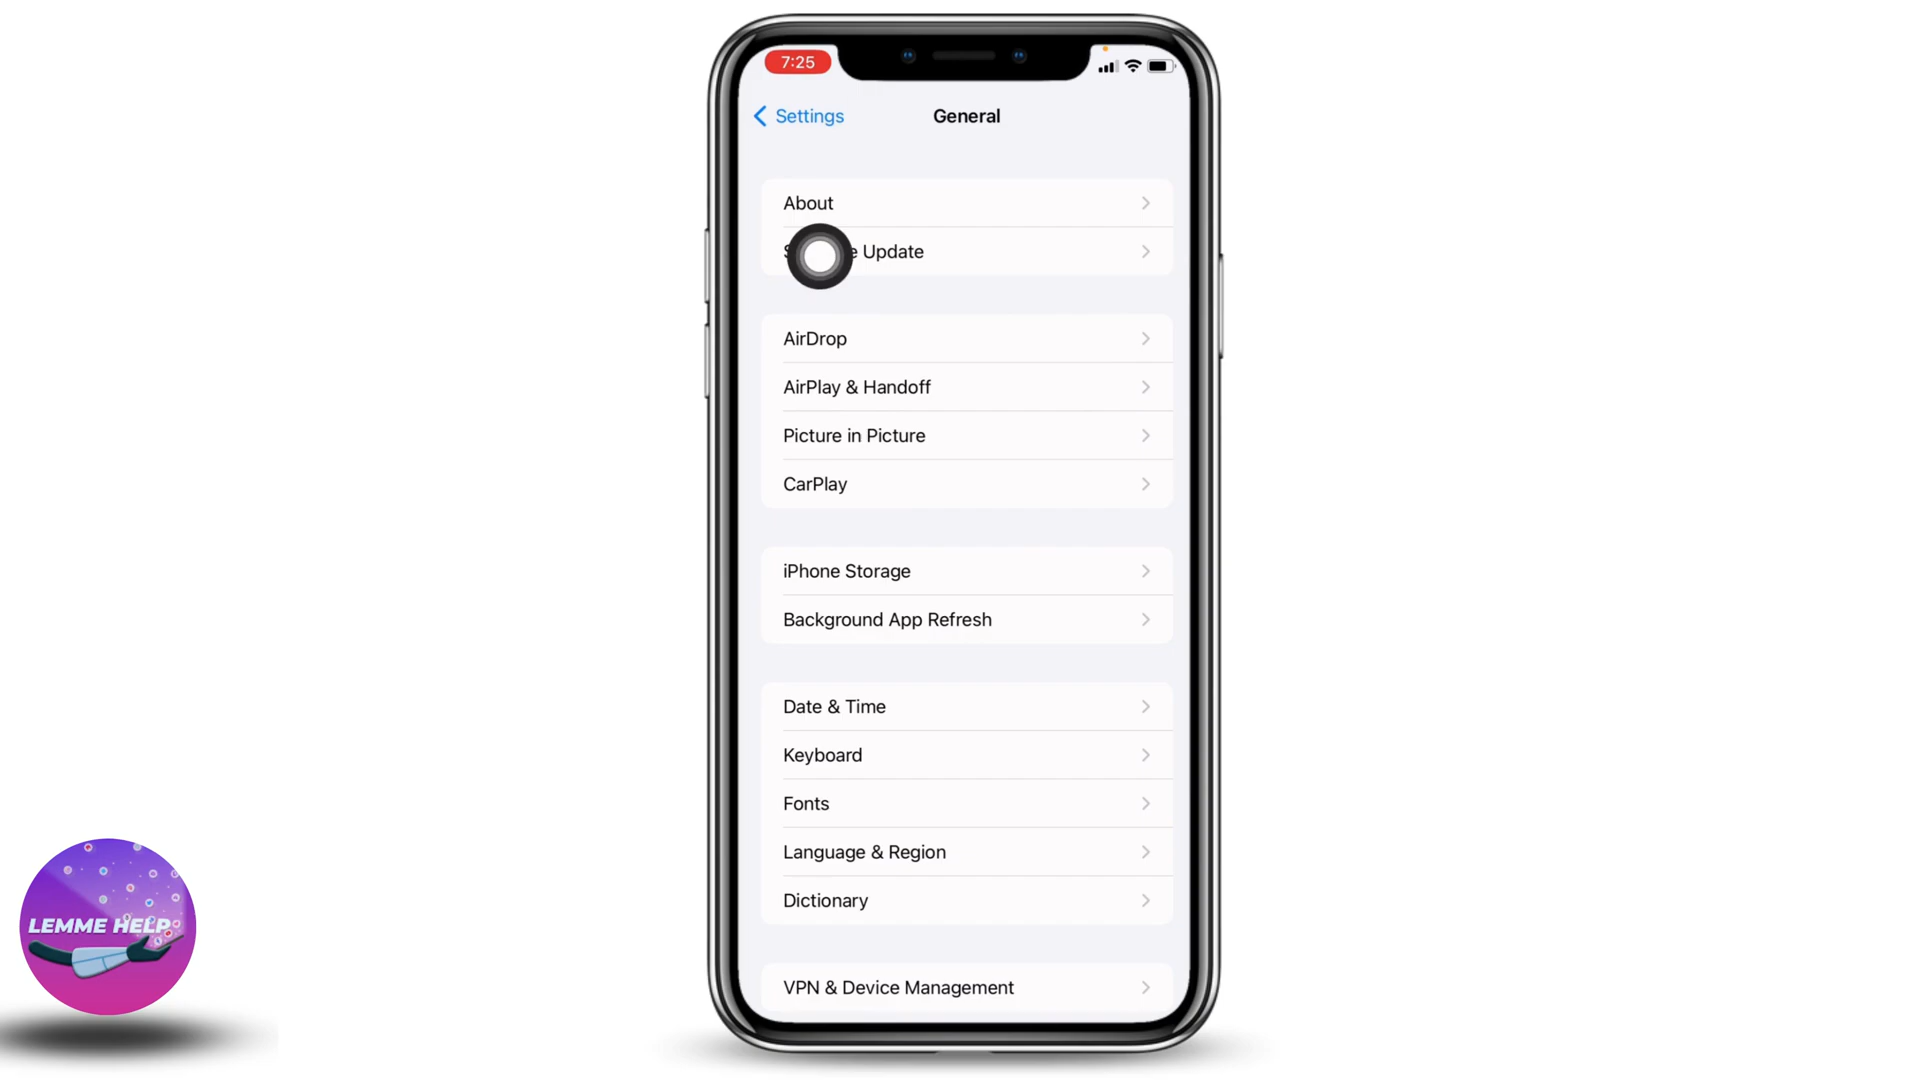 7:25
Settings
General
About
Update
AirDrop
AirPlay & Handoff
Picture in Picture
CarPlay
iPhone Storage
Background App Refresh
Date & Time
Keyboard
Fonts
Language & Region
Dictionary
VPN & Device Management
LEMME HELP